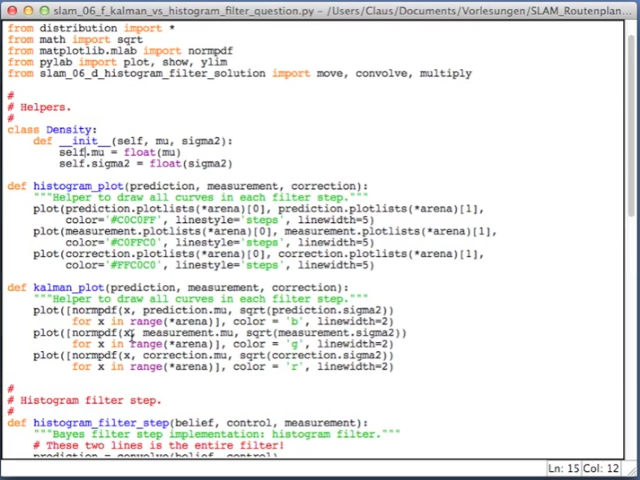 slam_06_f_kalman_vs_histogram_filter_question.py - /Users/Claus/Documents/Vorlesungen/SLAM_Routenplan...
from distribution import *
from math import sqrt
from matplotlib.mlab import normpdf
from pylab import plot, show, ylim
from slam_06_d_histogram_filter_solution import move, convolve, multiply
#
# Helpers.
#
class Density:
    def __init__(self, mu, sigma2):
        self.mu = float(mu)
        self.sigma2 = float(sigma2)
def histogram_plot(prediction, measurement, correction):
    """Helper to draw all curves in each filter step."""
    plot(prediction.plotlists(*arena)[0], prediction.plotlists(*arena)[1],
         color='#C0C0FF', linestyle='steps', linewidth=5)
    plot(measurement.plotlists(*arena)[0], measurement.plotlists(*arena)[1],
         color='#C0FFC0', linestyle='steps', linewidth=5)
    plot(correction.plotlists(*arena)[0], correction.plotlists(*arena)[1],
         color='#FFC0C0', linestyle='steps', linewidth=5)
def kalman_plot(prediction, measurement, correction):
    """Helper to draw all curves in each filter step."""
    plot([normpdf(x, prediction.mu, sqrt(prediction.sigma2))
          for x in range(*arena)], color = 'b', linewidth=2)
    plot([normpdf(x, measurement.mu, sqrt(measurement.sigma2))
          for x in range(*arena)], color = 'g', linewidth=2)
    plot([normpdf(x, correction.mu, sqrt(correction.sigma2))
          for x in range(*arena)], color = 'r', linewidth=2)
#
# Histogram filter step.
#
def histogram_filter_step(belief, control, measurement):
    """Bayes filter step implementation: histogram filter."""
    # These two lines is the entire filter!
    prediction = convolve(belief, control)
Ln: 15 Col: 12